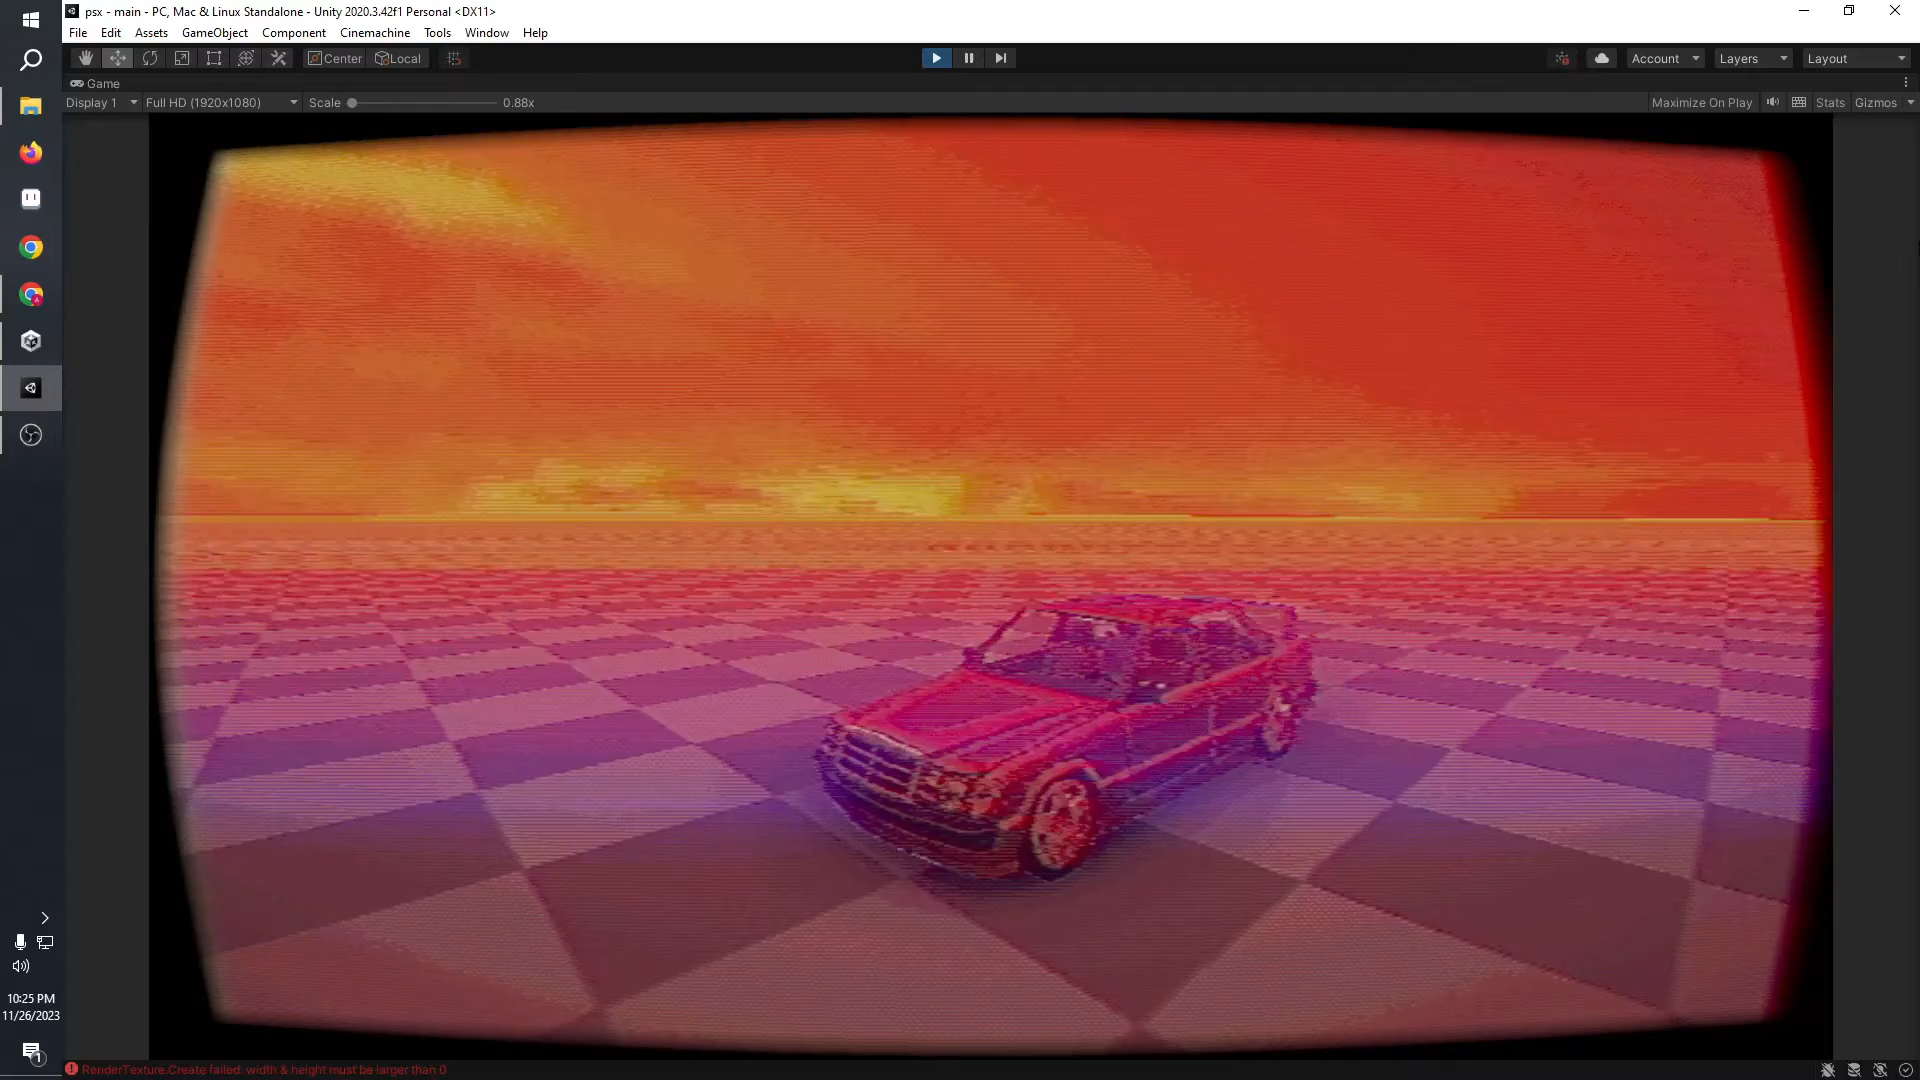 psx - main - PC, Mac & Linux Standalone - Unity 2020.3.42f1 Personal <DX11>
File Edit Assets GameObject Component Cinemachine Tools Window Help
Center Local Account Layers Layout
Game
Display 1 Full HD (1920x1080) Scale 0.88x Maximize On Play Stats Gizmos
10:25 PM
11/26/2023
1
RenderTexture.Create failed: width & height must be larger than 0